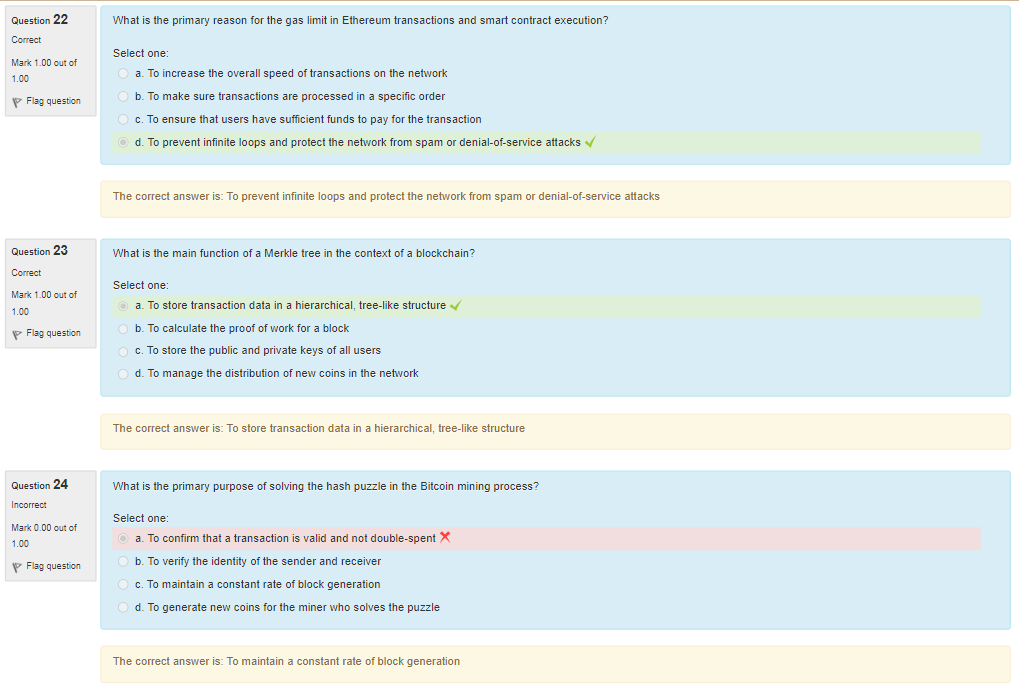 Question 22
Correct
Mark 1.00 out of
1.00
Flag question
What is the primary reason for the gas limit in Ethereum transactions and smart contract execution?
Select one:
a. To increase the overall speed of transactions on the network
b. To make sure transactions are processed in a specific order
c. To ensure that users have sufficient funds to pay for the transaction
d. To prevent infinite loops and protect the network from spam or denial-of-service attacks
The correct answer is: To prevent infinite loops and protect the network from spam or denial-of-service attacks
Question 23
Correct
Mark 1.00 out of
1.00
Flag question
What is the main function of a Merkle tree in the context of a blockchain?
Select one:
a. To store transaction data in a hierarchical, tree-like structure
b. To calculate the proof of work for a block
c. To store the public and private keys of all users
d. To manage the distribution of new coins in the network
The correct answer is: To store transaction data in a hierarchical, tree-like structure
Question 24
Incorrect
Mark 0.00 out of
1.00
Flag question
What is the primary purpose of solving the hash puzzle in the Bitcoin mining process?
Select one:
a. To confirm that a transaction is valid and not double-spent
b. To verify the identity of the sender and receiver
c. To maintain a constant rate of block generation
d. To generate new coins for the miner who solves the puzzle
The correct answer is: To maintain a constant rate of block generation